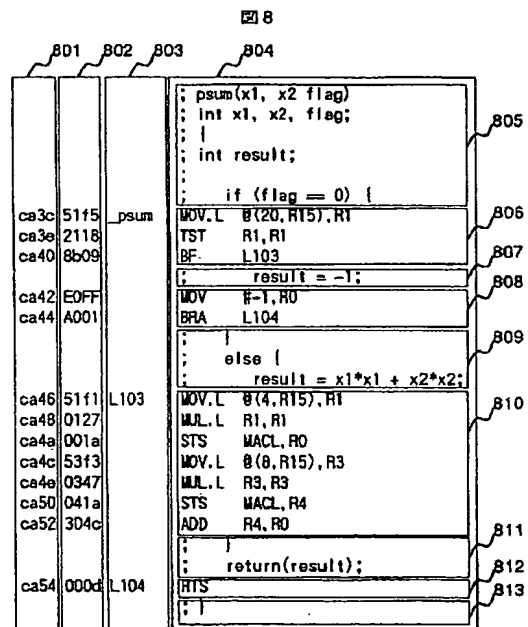 図8
801 802 803 804
; psum(x1, x2 flag)
; int x1, x2, flag;
; {
; int result;
;
; if (flag == 0) {
805
ca3c 51f5 _psum MOV.L @(20,R15),R1
806
ca3e 2118 TST R1,R1
ca40 8b09 BF L103
807
; result = -1;
808
ca42 E0FF MOV #-1,R0
ca44 A001 BRA L104
809
; }
; else {
; result = x1*x1 + x2*x2;
ca46 51f1 L103 MOV.L @(4,R15),R1
810
ca48 0127 MUL.L R1,R1
ca4a 001a STS MACL,R0
ca4c 53f3 MOV.L @(8,R15),R3
ca4e 0347 MUL.L R3,R3
ca50 041a STS MACL,R4
ca52 304c ADD R4,R0
811
; }
; return(result);
812
ca54 000d L104 RTS
813
; }